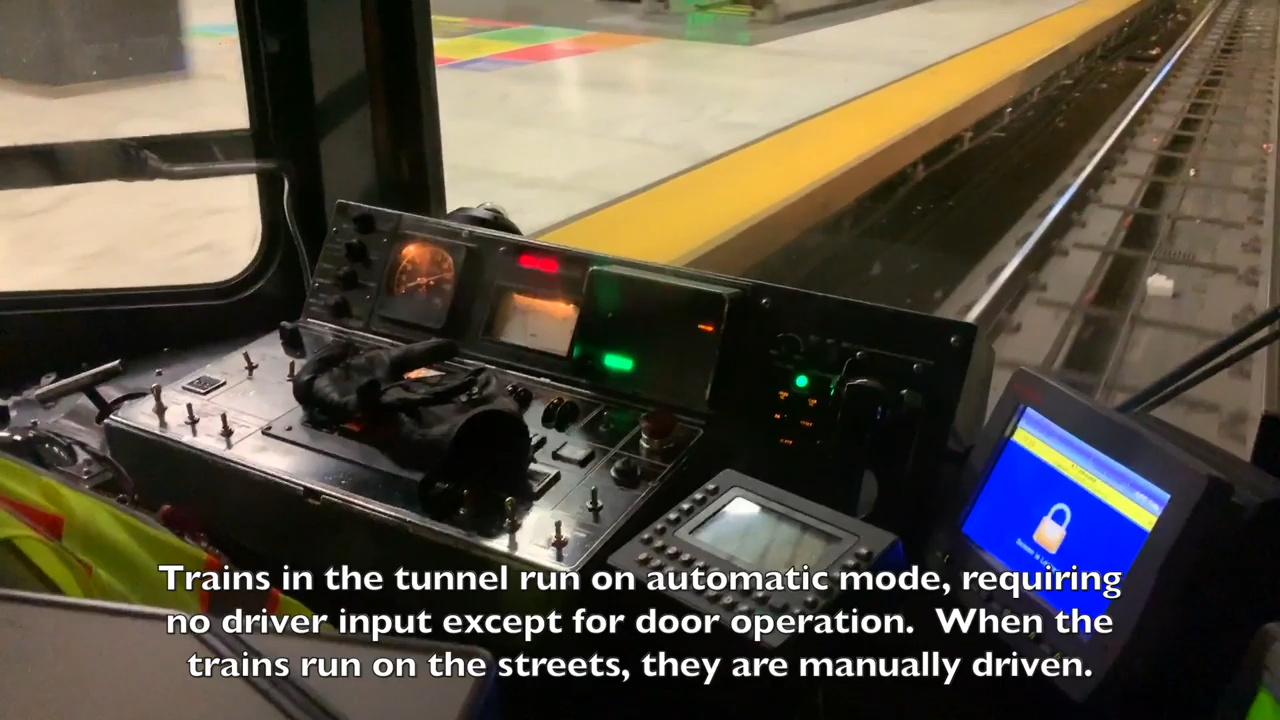 Trains in the tunnel run on automatic mode, requiring
no driver input except for door operation.  When the
trains run on the streets, they are manually driven.